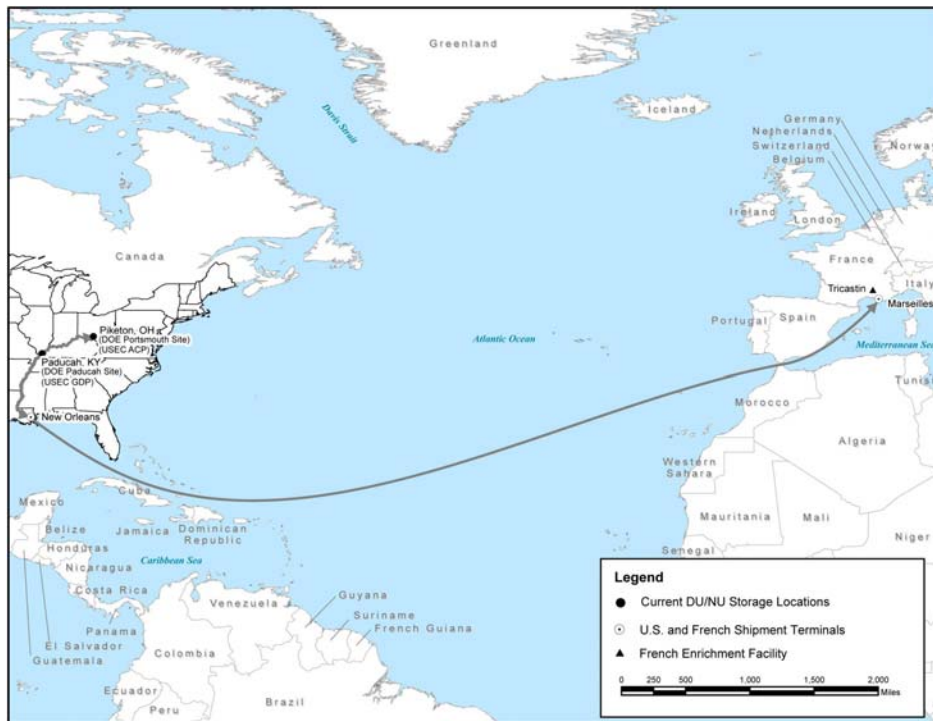 Greenland
Davis Strait
Iceland
Germany
Netherlands
Switzerland
Belgium
Norway
Ireland
London
Canada
France
Italy
Tricastin
Marseilles
Piketon, OH
(DOE Portsmouth Site)
(USEC ACP)
Paducah, KY
(DOE Paducah Site)
(USEC GDP)
New Orleans
Atlantic Ocean
Portugal
Spain
Mediterranean Sea
Tunis
Morocco
Algeria
Western
Sahara
Mauritania
Mali
Niger
Senegal
Mexico
Cuba
Belize
Jamaica
Dominican
Republic
Honduras
Nicaragua
Caribbean Sea
Costa Rica
Panama
El Salvador
Guatemala
Venezuela
Guyana
Suriname
French Guiana
Colombia
Ecuador
Peru
Brazil
Legend
Current DU/NU Storage Locations
U.S. and French Shipment Terminals
French Enrichment Facility
0 250 500 1,000 1,500 2,000
Miles